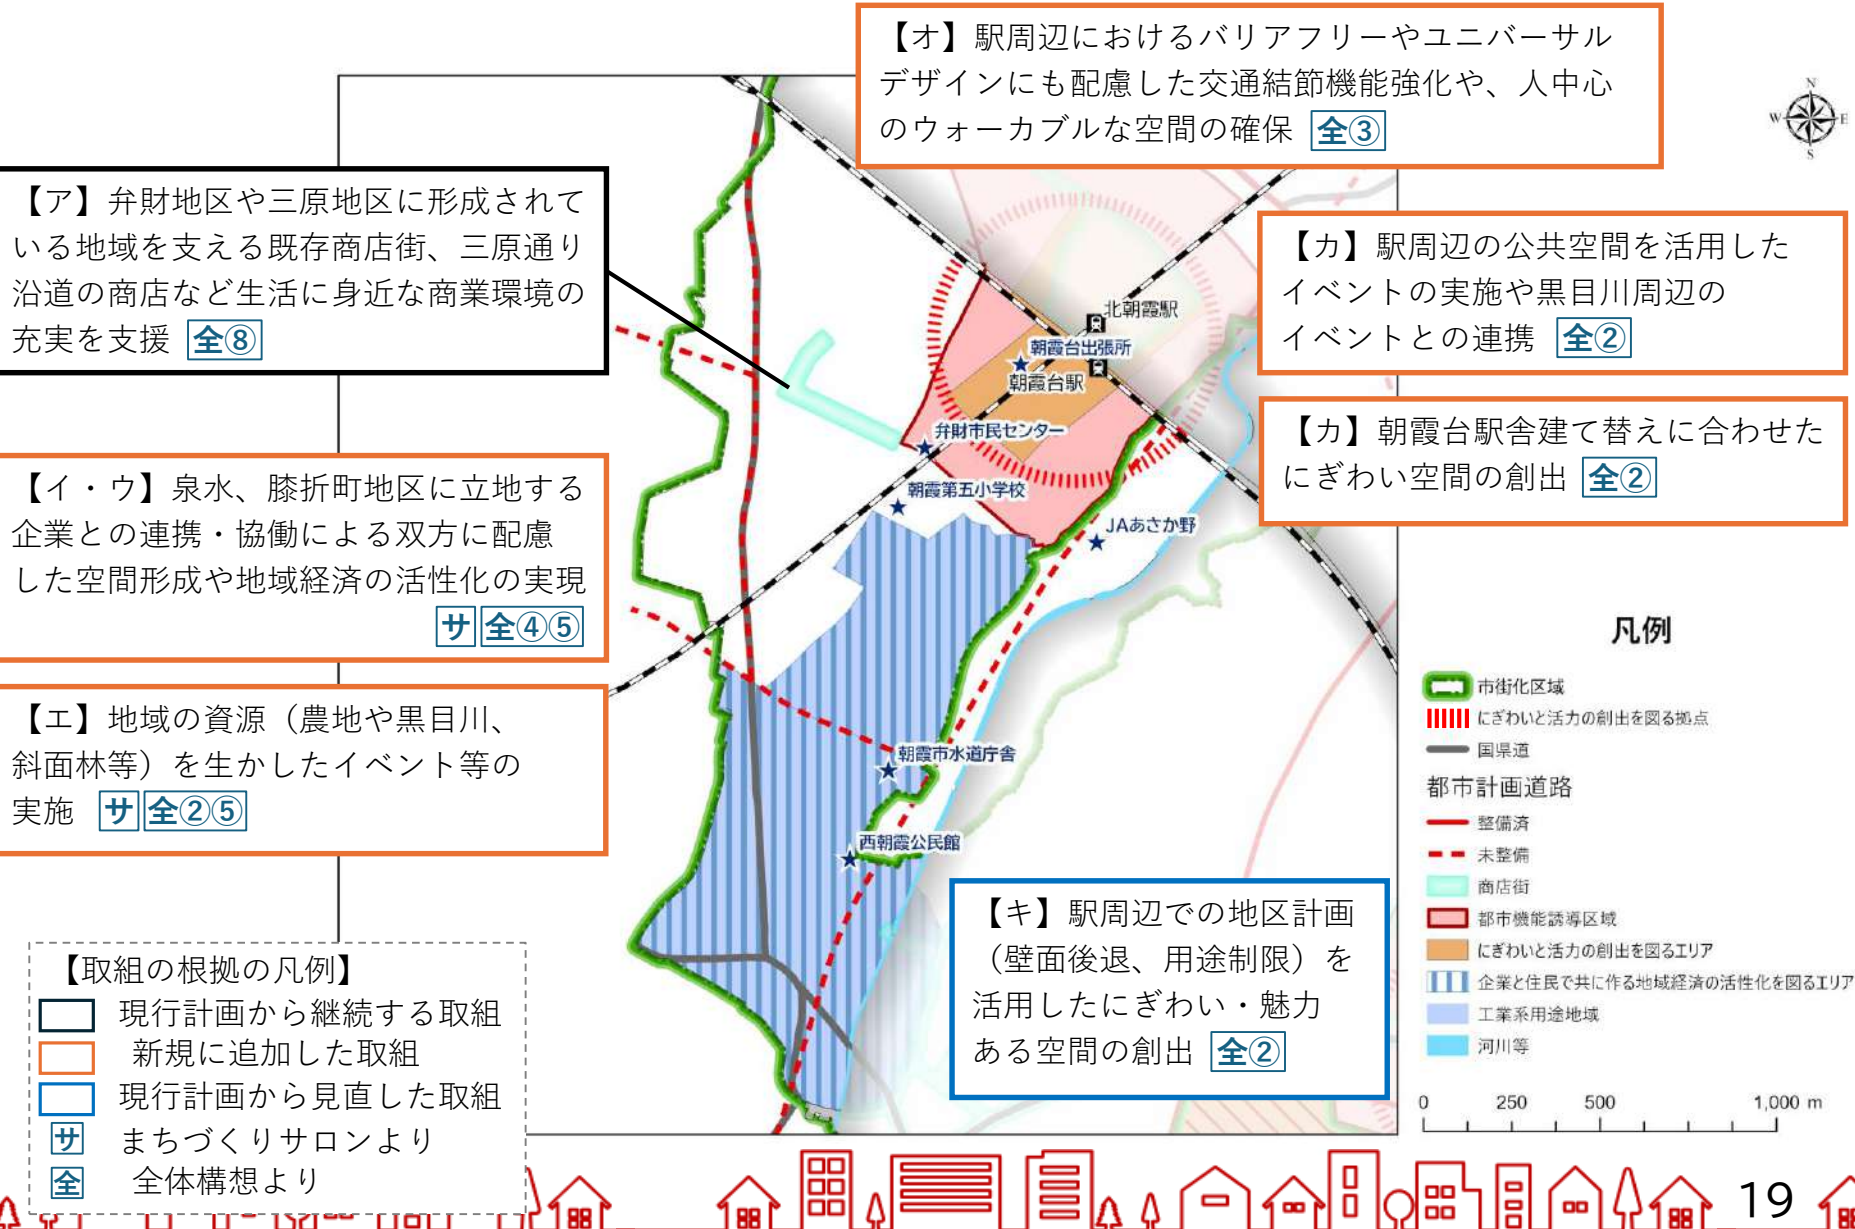 【オ】駅周辺におけるバリアフリーやユニバーサル
デザインにも配慮した交通結節機能強化や、人中心
のウォーカブルな空間の確保 全③
N
W E
S
【ア】弁財地区や三原地区に形成されて
いる地域を支える既存商店街、三原通り
沿道の商店など生活に身近な商業環境の
充実を支援 全⑧
【カ】駅周辺の公共空間を活用した
イベントの実施や黒目川周辺の
イベントとの連携 全②
【カ】朝霞台駅舎建て替えに合わせた
にぎわい空間の創出 全②
【イ・ウ】泉水、膝折町地区に立地する
企業との連携・協働による双方に配慮
した空間形成や地域経済の活性化の実現
サ 全④⑤
【エ】地域の資源（農地や黒目川、
斜面林等）を生かしたイベント等の
実施 サ 全②⑤
北朝霞駅
朝霞台出張所
朝霞台駅
弁財市民センター
朝霞第五小学校
JAあさか野
朝霞市水道庁舎
西朝霞公民館
【キ】駅周辺での地区計画
（壁面後退、用途制限）を
活用したにぎわい・魅力
ある空間の創出 全②
凡例
市街化区域
にぎわいと活力の創出を図る拠点
国県道
都市計画道路
整備済
未整備
商店街
都市機能誘導区域
にぎわいと活力の創出を図るエリア
企業と住民で共に作る地域経済の活性化を図るエリア
工業系用途地域
河川等
0 250 500 1,000 m
【取組の根拠の凡例】
現行計画から継続する取組
新規に追加した取組
現行計画から見直した取組
サ まちづくりサロンより
全 全体構想より
19